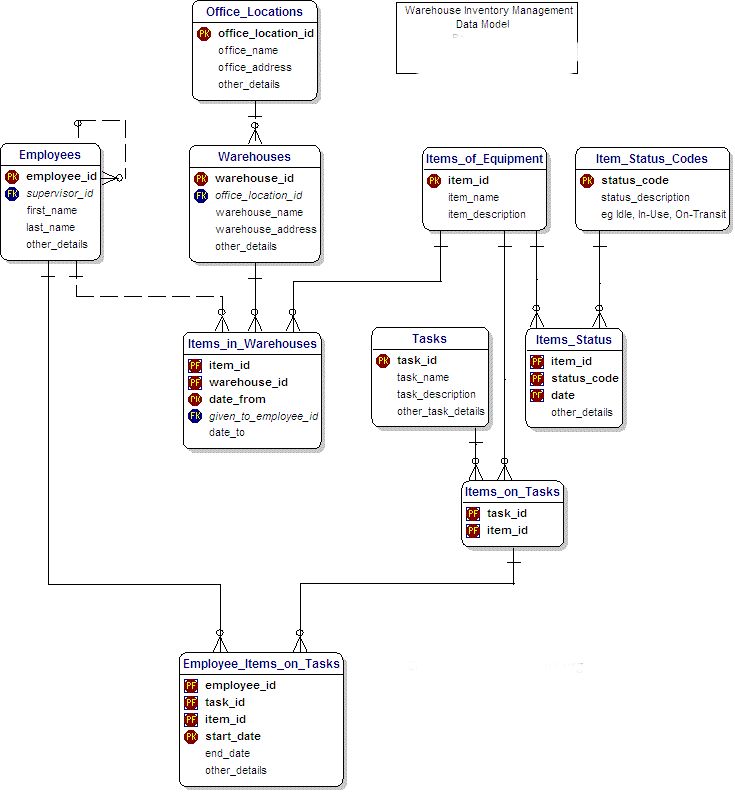 Office_Locations
PK office_location_id
office_name
office_address
other_details
Warehouse Inventory Management
Data Model
Employees
PK employee_id
FK supervisor_id
first_name
last_name
other_details
Warehouses
PK warehouse_id
FK office_location_id
warehouse_name
warehouse_address
other_details
Items_of_Equipment
PK item_id
item_name
item_description
Item_Status_Codes
PK status_code
status_description
eg Idle, In-Use, On-Transit
Items_in_Warehouses
PF item_id
PF warehouse_id
PK date_from
FK given_to_employee_id
date_to
Tasks
PK task_id
task_name
task_description
other_task_details
Items_Status
PF item_id
PF status_code
PF date
other_details
Items_on_Tasks
PF task_id
PF item_id
Employee_Items_on_Tasks
PF employee_id
PF task_id
PF item_id
PK start_date
end_date
other_details